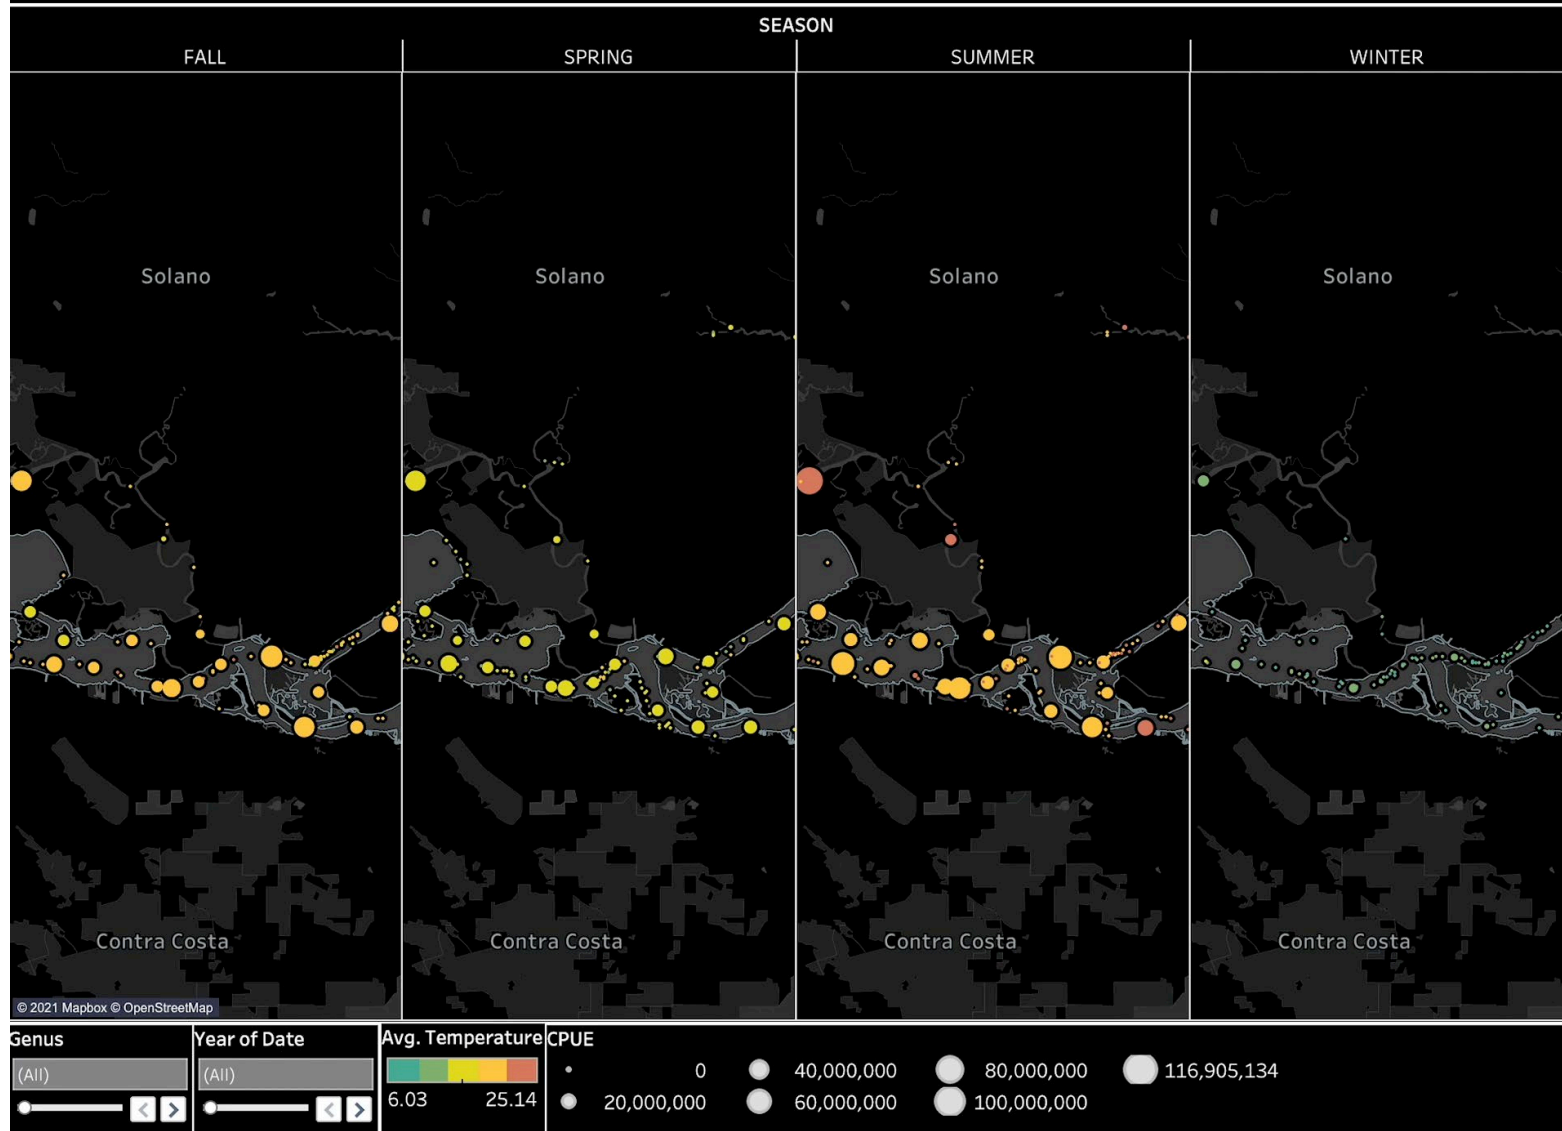 SEASON
FALL SPRING SUMMER WINTER
Solano Solano Solano Solano
Contra Costa Contra Costa Contra Costa Contra Costa
© 2021 Mapbox © OpenStreetMap
Genus Year of Date Avg. Temperature CPUE
(All) (All) 0 40,000,000 80,000,000 116,905,134
6.03 25.14 20,000,000 60,000,000 100,000,000